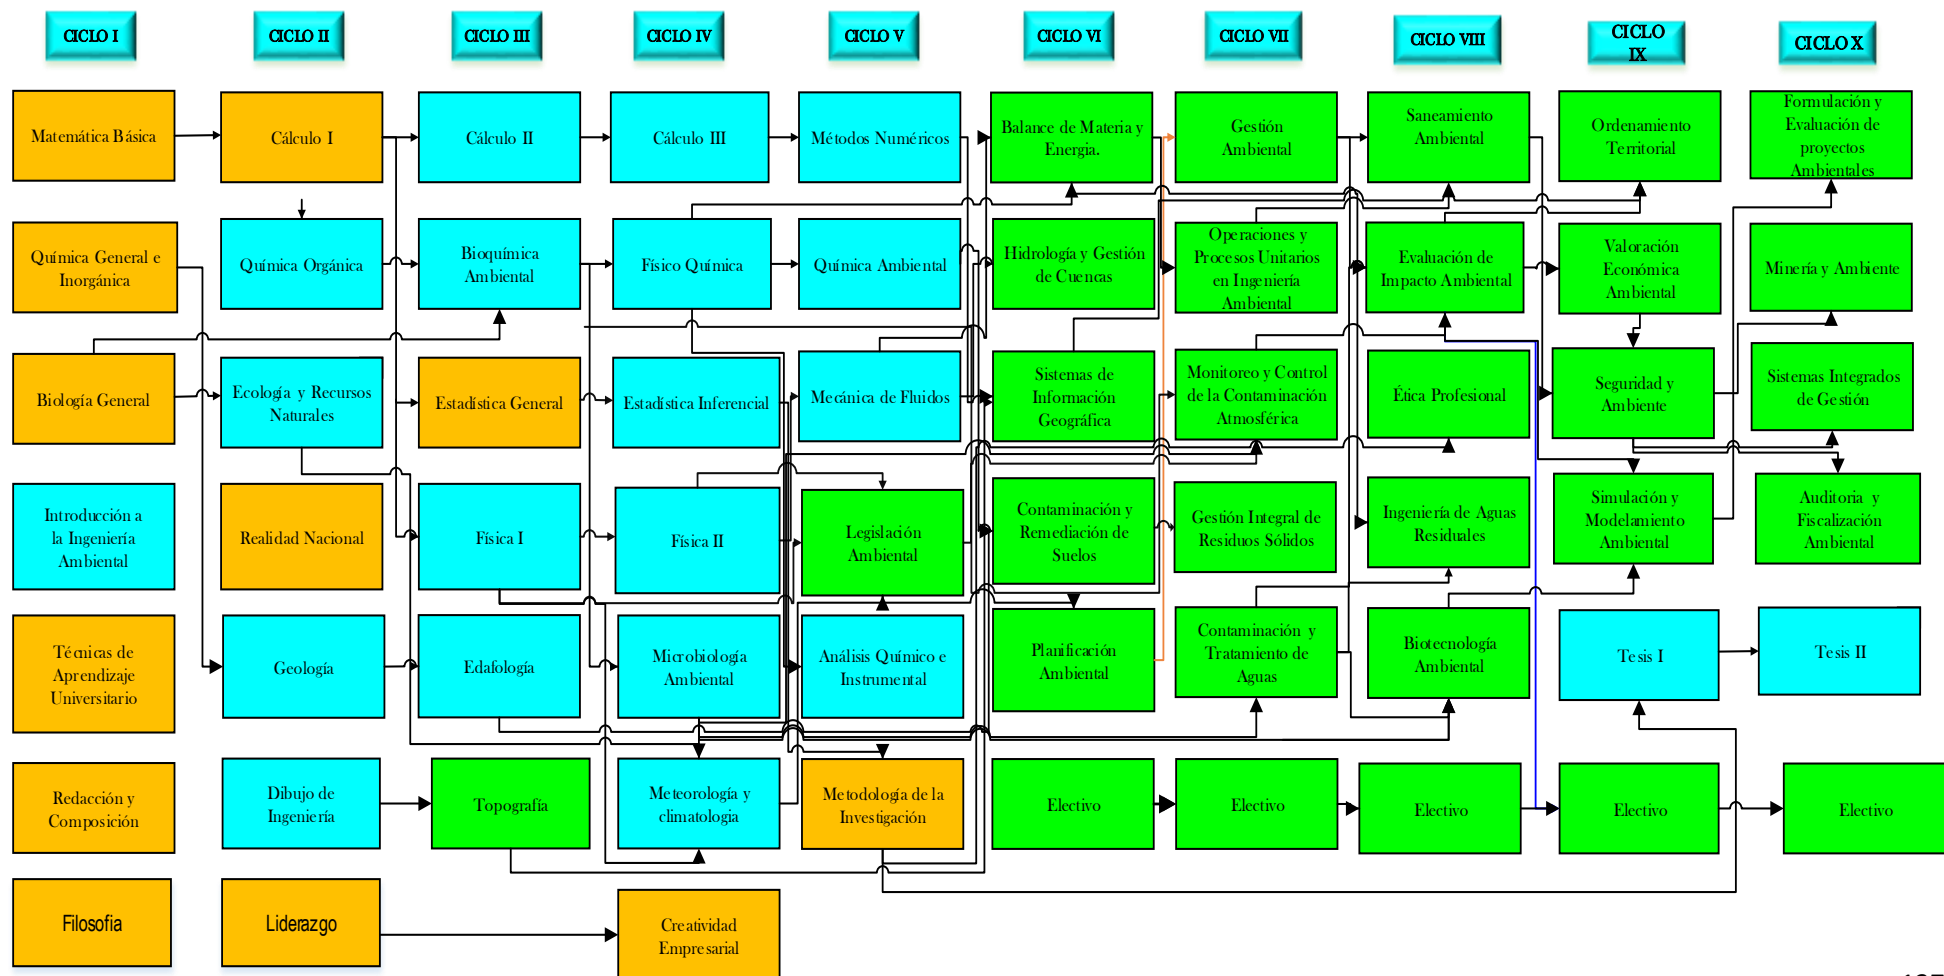 CICLO I
CICLO II
CICLO III
CICLO IV
CICLO V
CICLO VI
CICLO VII
CICLO VIII
CICLO
IX
CICLO X
Matemática Básica
Cálculo I
Cálculo II
Cálculo III
Métodos Numéricos
Balance de Materia y
Energia.
Gestión
Ambiental
Saneamiento
Ambiental
Ordenamiento
Territorial
Formulación y
Evaluación de
proyectos
Ambientales
Química General e
Inorgánica
Química Orgánica
Bioquímica
Ambiental
Físico Química
Química Ambiental
Hidrología y Gestión
de Cuencas
Operaciones y
Procesos Unitarios
en Ingeniería
Ambiental
Evaluación de
Impacto Ambiental
Valoración
Económica
Ambiental
Minería y Ambiente
Biología General
Ecología y Recursos
Naturales
Estadística General
Estadística Inferencial
Mecánica de Fluidos
Sistemas de
Información
Geográfica
Monitoreo y Control
de la Contaminación
Atmosférica
Ética Profesional
Seguridad y
Ambiente
Sistemas Integrados
de Gestión
Introducción a
la Ingeniería
Ambiental
Realidad Nacional
Física I
Física II
Legislación
Ambiental
Contaminación y
Remediación de
Suelos
Gestión Integral de
Residuos Sólidos
Ingeniería de Aguas
Residuales
Simulación y
Modelamiento
Ambiental
Auditoria y
Fiscalización
Ambiental
Técnicas de
Aprendizaje
Universitario
Geología
Edafología
Microbiología
Ambiental
Análisis Químico e
Instrumental
Planificación
Ambiental
Contaminación y
Tratamiento de
Aguas
Biotecnología
Ambiental
Tesis I
Tesis II
Redacción y
Composición
Dibujo de
Ingeniería
Topografía
Meteorología y
climatología
Metodología de la
Investigación
Electivo
Electivo
Electivo
Electivo
Electivo
Filosofia
Liderazgo
Creatividad
Empresarial